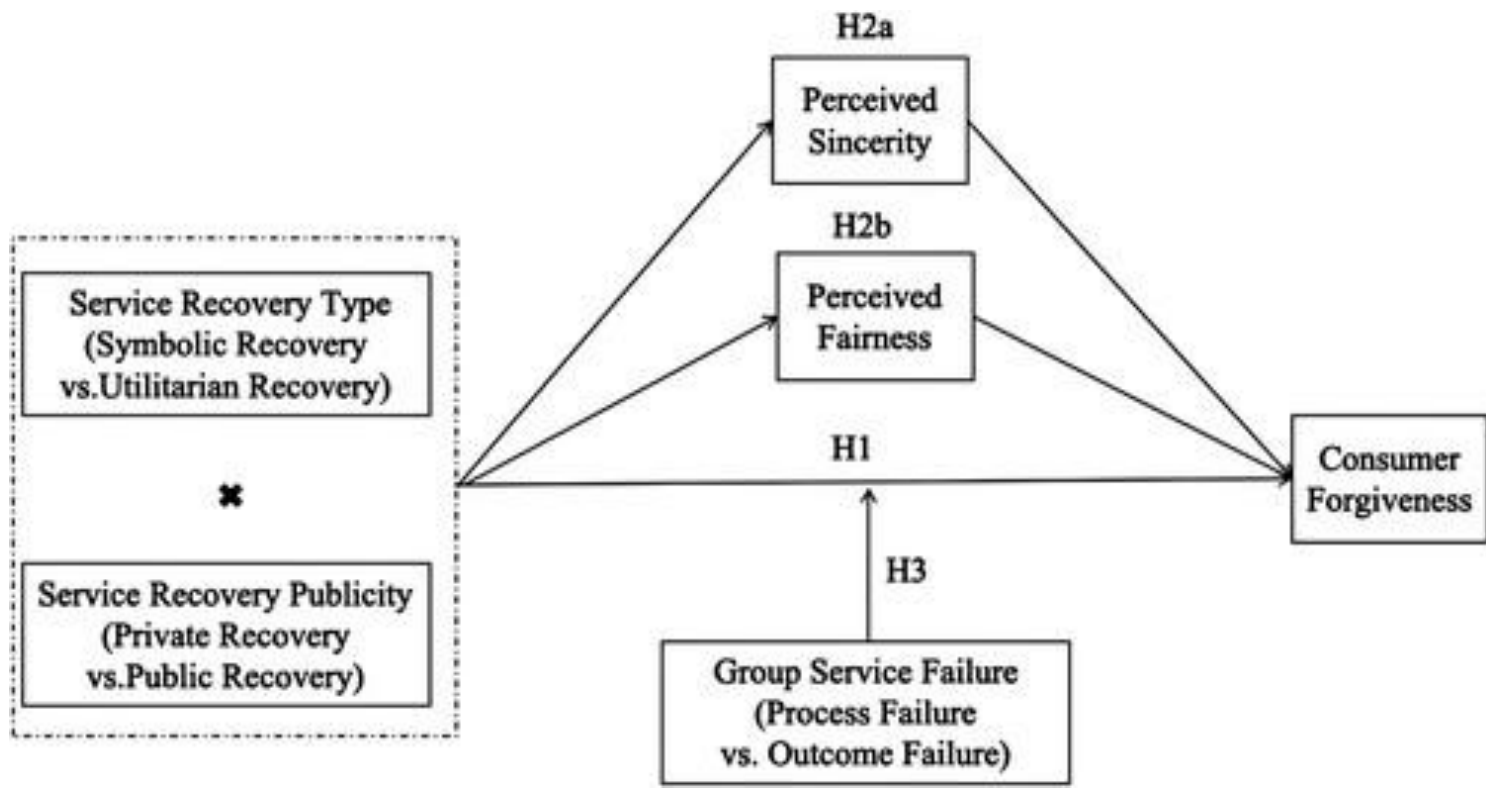 H2a
Perceived
Sincerity
H2b
Perceived
Fairness
Service Recovery Type
(Symbolic Recovery
vs.Utilitarian Recovery)
✖
Service Recovery Publicity
(Private Recovery
vs.Public Recovery)
H1
Consumer
Forgiveness
H3
Group Service Failure
(Process Failure
vs. Outcome Failure)